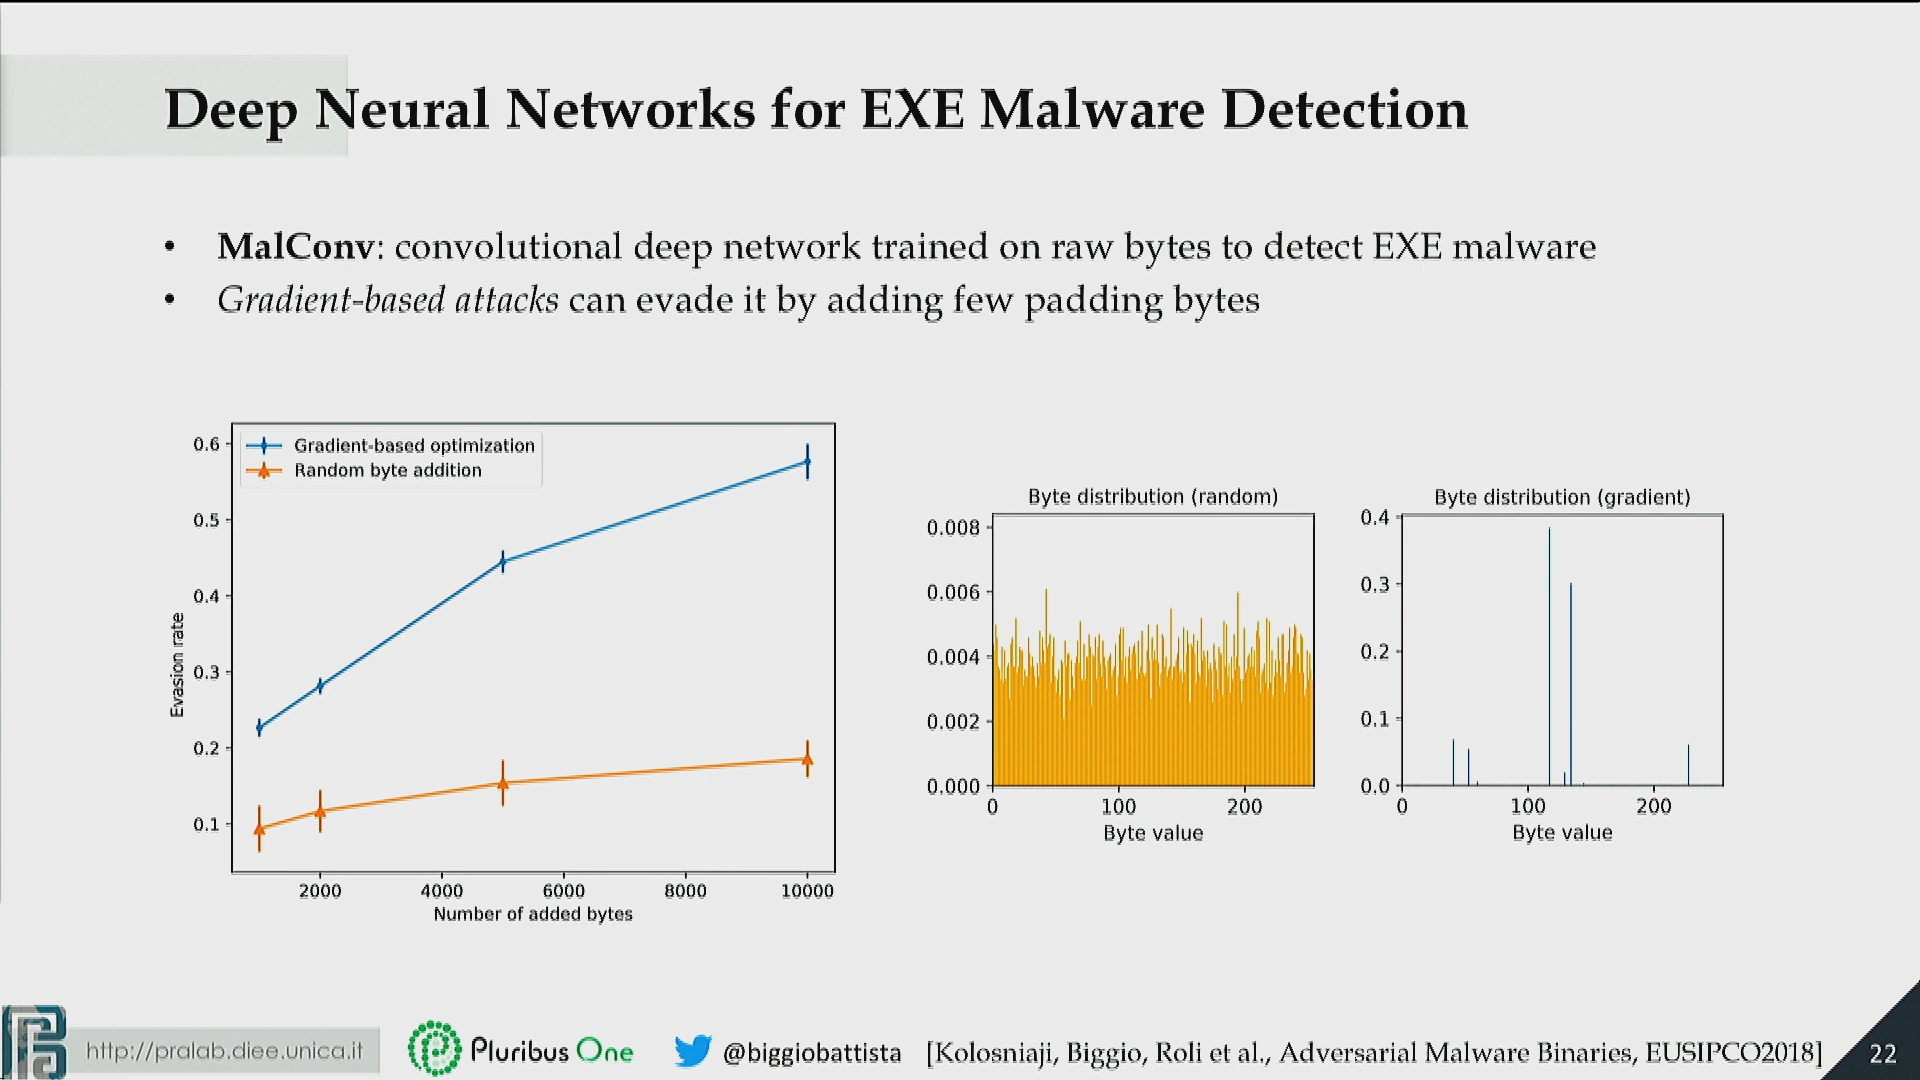 Deep Neural Networks for EXE Malware Detection
• MalConv: convolutional deep network trained on raw bytes to detect EXE malware
• Gradient-based attacks can evade it by adding few padding bytes
Gradient-based optimization
Random byte addition
0.6
0.5
0.4
0.3
0.2
0.1
Evasion rate
2000 4000 6000 8000 10000
Number of added bytes
Byte distribution (random)
0.008
0.006
0.004
0.002
0.000
0 100 200
Byte value
Byte distribution (gradient)
0.4
0.3
0.2
0.1
0.0
0 100 200
Byte value
http://pralab.diee.unica.it
Pluribus One
@biggiobattista
[Kolosniaji, Biggio, Roli et al., Adversarial Malware Binaries, EUSIPCO2018]
22